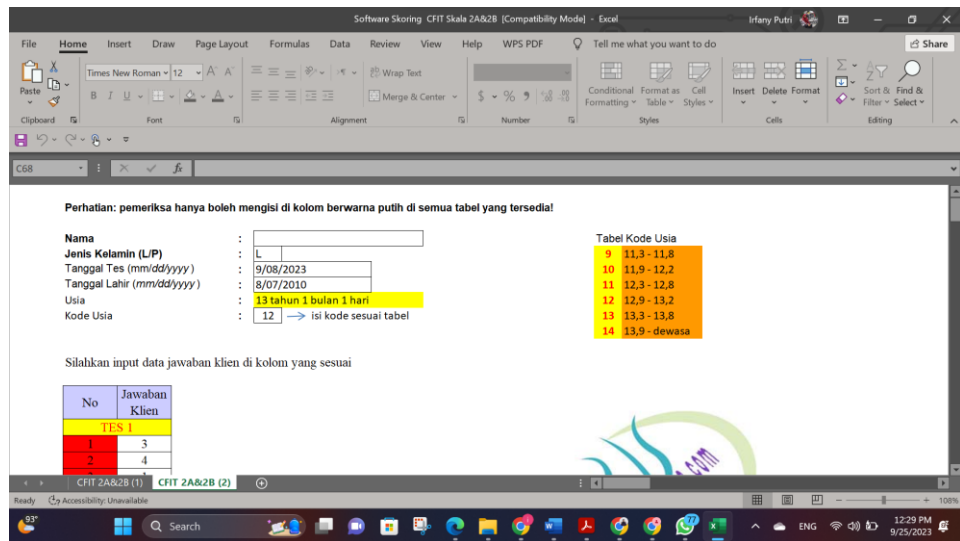 Software Skoring CFIT Skala 2A&2B [Compatibility Mode] - Excel
Irfany Putri
File Home Insert Draw Page Layout Formulas Data Review View Help WPS PDF Tell me what you want to do Share
Paste
Times New Roman 12
B I U
Wrap Text
Merge & Center
$ % 9
Conditional Formatting Format as Table Cell Styles
Insert Delete Format
Sort & Filter Find & Select
Clipboard Font Alignment Number Styles Cells Editing
C68 fx
Perhatian: pemeriksa hanya boleh mengisi di kolom berwarna putih di semua tabel yang tersedia!
Nama :
Jenis Kelamin (L/P) : L
Tanggal Tes (mm/dd/yyyy) : 9/08/2023
Tanggal Lahir (mm/dd/yyyy) : 8/07/2010
Usia : 13 tahun 1 bulan 1 hari
Kode Usia : 12 → isi kode sesuai tabel
Tabel Kode Usia
9 11,3 - 11,8
10 11,9 - 12,2
11 12,3 - 12,8
12 12,9 - 13,2
13 13,3 - 13,8
14 13,9 - dewasa
Silahkan input data jawaban klien di kolom yang sesuai
No Jawaban Klien
TES 1
1 3
2 4
CFIT 2A&2B (1) CFIT 2A&2B (2)
Ready Accessibility: Unavailable 108%
93° Search ENG 12:29 PM
9/25/2023